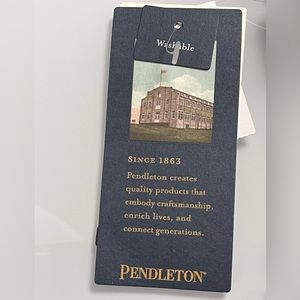 Washable
SINCE 1863
Pendleton creates
quality products that
embody craftsmanship,
enrich lives, and
connect generations.
PENDLETON®